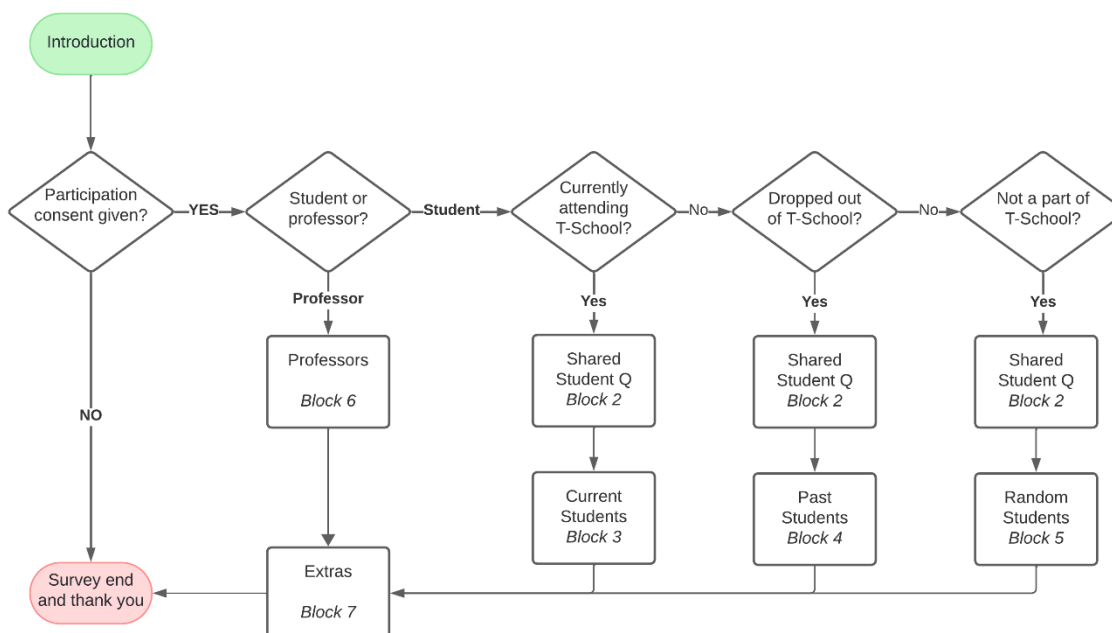 Introduction
Participation
consent given?
YES
Student or
professor?
Student
Currently
attending
T-School?
No
Dropped out
of T-School?
No
Not a part of
T-School?
Professor
Yes
Yes
Yes
Professors
Block 6
Shared
Student Q
Block 2
Shared
Student Q
Block 2
Shared
Student Q
Block 2
NO
Current
Students
Block 3
Past
Students
Block 4
Random
Students
Block 5
Survey end
and thank you
Extras
Block 7